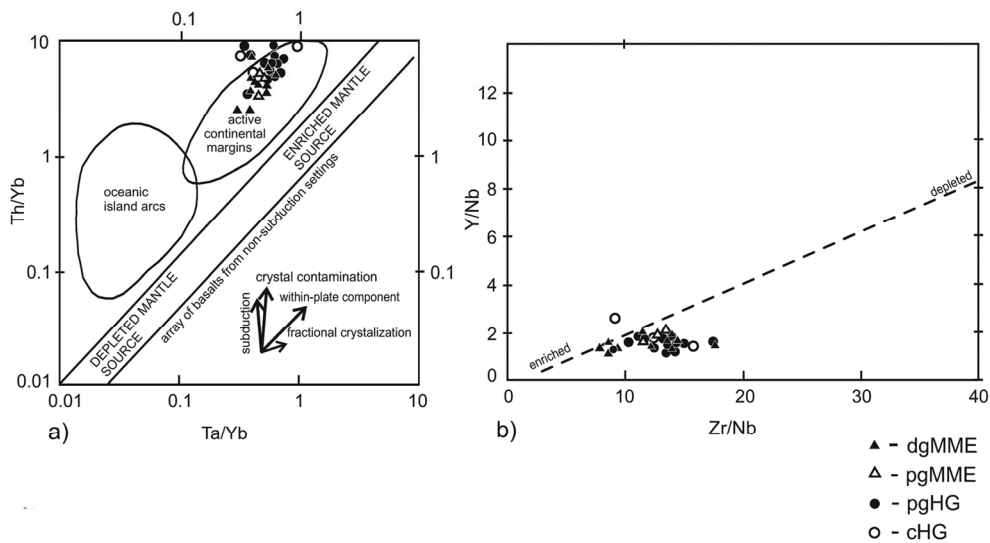 0.1 1
10
1
0.1
0.01
Th/Yb
1
0.1
0.01 0.1 1 10
Ta/Yb
a)
oceanic
island arcs
active
continental
margins
ENRICHED MANTLE
SOURCE
DEPLETED MANTLE
SOURCE
array of basalts from non-subduction settings
crystal contamination
within-plate component
subduction
fractional crystalization
12
10
8
6
4
2
0
Y/Nb
0 10 20 30 40
Zr/Nb
b)
enriched
depleted
- dgMME
- pgMME
- pgHG
- cHG